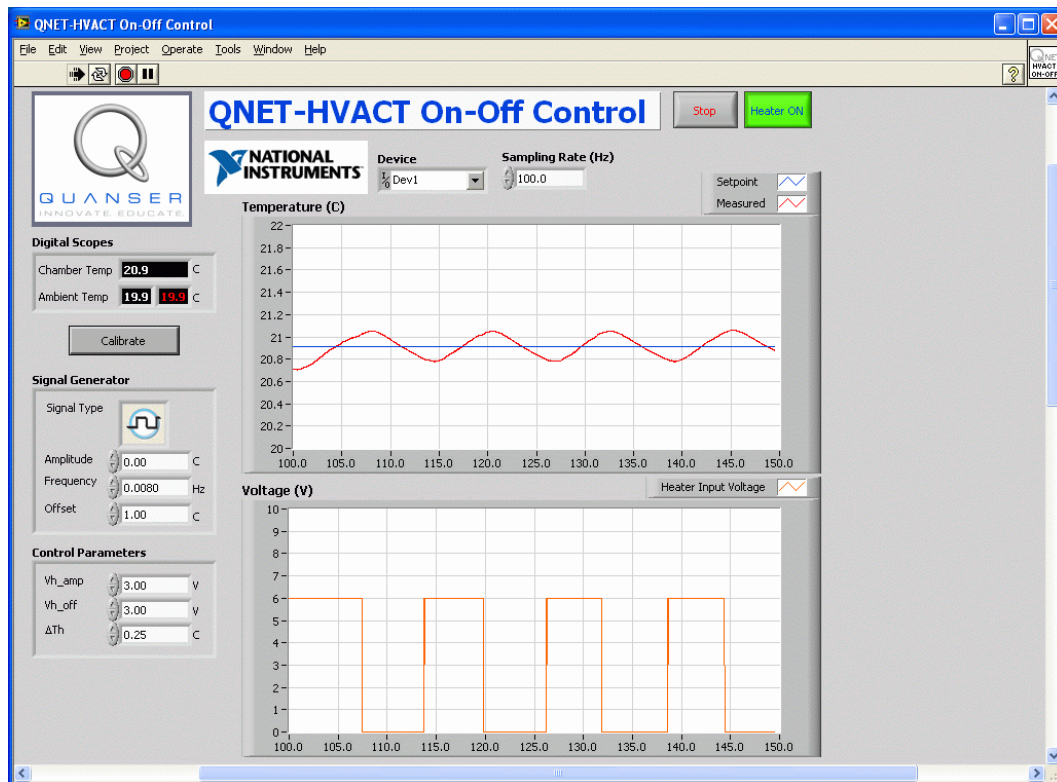 QNET-HVACT On-Off Control
File Edit View Project Operate Tools Window Help
QNET
HVACT
ON-OFF
QUANSER
INNOVATE. EDUCATE.
QNET-HVACT On-Off Control
Stop
Heater ON
NATIONAL
INSTRUMENTS
Device
I/O Dev1
Sampling Rate (Hz)
100.0
Setpoint
Measured
Digital Scopes
Chamber Temp 20.9 C
Ambient Temp 19.9 19.9 C
Calibrate
Signal Generator
Signal Type
Amplitude 0.00 C
Frequency 0.0080 Hz
Offset 1.00 C
Control Parameters
Vh_amp 3.00 V
Vh_off 3.00 V
ΔTh 0.25 C
Temperature (C)
22
21.8
21.6
21.4
21.2
21
20.8
20.6
20.4
20.2
20
100.0 105.0 110.0 115.0 120.0 125.0 130.0 135.0 140.0 145.0 150.0
Voltage (V)
Heater Input Voltage
10
9
8
7
6
5
4
3
2
1
0
100.0 105.0 110.0 115.0 120.0 125.0 130.0 135.0 140.0 145.0 150.0